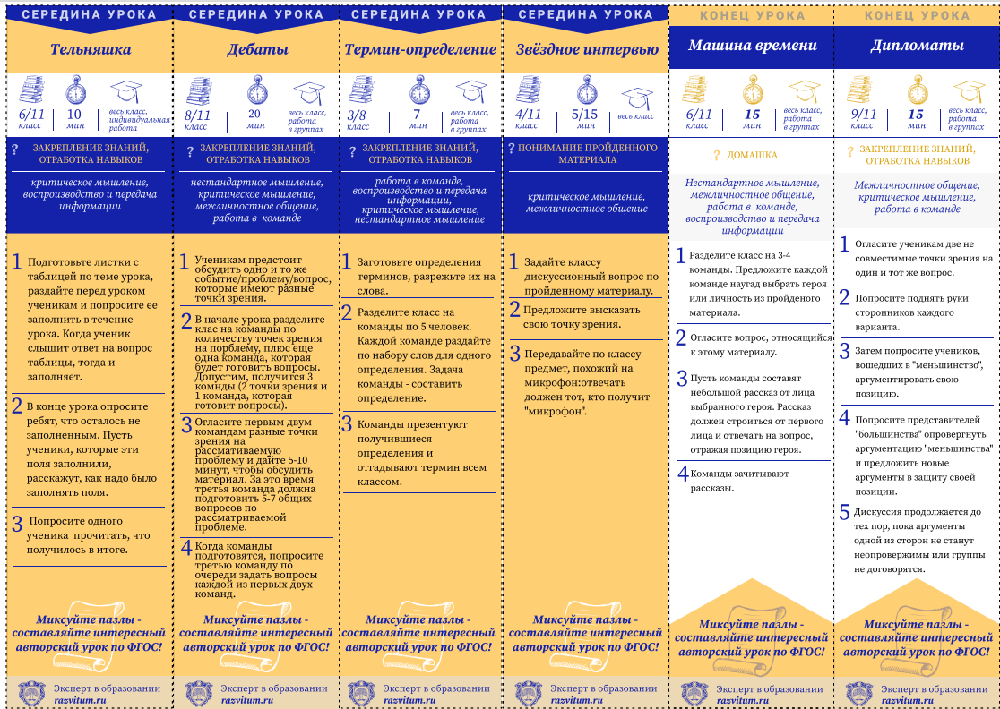 СЕРЕДИНА УРОКА
Тельняшка
6/11
класс
10
мин
весь класс,
индивидуальная
работа
? ЗАКРЕПЛЕНИЕ ЗНАНИЙ,
ОТРАБОТКА НАВЫКОВ
критическое мышление,
воспроизводство и передача
информации
1 Подготовьте листки с
таблицей по теме урока,
раздайте перед уроком
ученикам и попросите ее
заполнить в течение
урока. Когда ученик
слышит ответ на вопрос
таблицы, тогда и
заполняет.
2 В конце урока опросите
ребят, что осталось не
заполненным. Пусть
ученики, которые эти
поля заполнили,
расскажут, как надо было
заполнять поля.
3 Попросите одного
ученика прочитать, что
получилось в итоге.
Миксуйте пазлы -
составляйте интересный
авторский урок по ФГОС!
Эксперт в образовании
razvitum.ru
СЕРЕДИНА УРОКА
Дебаты
8/11
класс
20
мин
весь класс,
работа
в группах
? ЗАКРЕПЛЕНИЕ ЗНАНИЙ,
ОТРАБОТКА НАВЫКОВ
нестандартное мышление,
критическое мышление,
межличностное общение,
работа в команде
1 Ученикам предстоит
обсудить одно и то же
событие/проблему/вопрос,
которые имеют разные
точки зрения.
2 В начале урока разделите
клас на команды по
количеству точек зрения
на порблему, плюс еще
одна команда, которая
будет готовить вопросы.
Допустим, получится 3
комнды (2 точки зрения и
1 команда, которая
готовит вопросы).
3 Огласите первым двум
командам разные точки
зрения на
рассмативаемую
проблему и дайте 5-10
минут, чтобы обсудить
материал. За это время
третья команда должна
подготовить 5-7 общих
вопросов по
рассматриваемой
проблеме.
4 Когда команды
подготовятся, попросите
третью команду по
очереди задать вопросы
каждой из первых двух
команд.
Миксуйте пазлы -
составляйте интересный
авторский урок по ФГОС!
Эксперт в образовании
razvitum.ru
СЕРЕДИНА УРОКА
Термин-определение
3/8
класс
7
мин
весь класс,
работа
в группах
? ЗАКРЕПЛЕНИЕ ЗНАНИЙ,
ОТРАБОТКА НАВЫКОВ
работа в команде,
воспроизводство и передача
информации,
критическое мышление,
нестандартное мышление
1 Заготовьте определения
терминов, разрежьте их на
слова.
2 Разделите класс на
команды по 5 человек.
Каждой команде раздайте
по набору слов для одного
определения. Задача
команды - составить
определение.
3 Команды презентуют
получившиеся
определения и
отгадывают термин всем
классом.
Миксуйте пазлы -
составляйте интересный
авторский урок по ФГОС!
Эксперт в образовании
razvitum.ru
СЕРЕДИНА УРОКА
Звёздное интервью
4/11
класс
5/15
мин
весь класс
? ПОНИМАНИЕ ПРОЙДЕННОГО
МАТЕРИАЛА
критическое мышление,
межличностное общение
1 Задайте классу
дискуссионный вопрос по
пройденному материалу.
2 Предложите высказать
свою точку зрения.
3 Передавайте по классу
предмет, похожий на
микрофон:отвечать
должен тот, кто получит
"микрофон".
Миксуйте пазлы -
составляйте интересный
авторский урок по ФГОС!
Эксперт в образовании
razvitum.ru
КОНЕЦ УРОКА
Машина времени
6/11
класс
15
мин
весь класс,
работа
в группах
? ДОМАШКА
Нестандартное мышление,
межличностное общение,
работа в команде,
воспроизводство и передача
информации
1 Разделите класс на 3-4
команды. Предложите каждой
команде наугад выбрать героя
или личность из пройденого
материала.
2 Огласите вопрос, относящийся
к этому материалу.
3 Пусть команды составят
небольшой рассказ от лица
выбранного героя. Рассказ
должен строиться от первого
лица и отвечать на вопрос,
отражая позицию героя.
4 Команды зачитывают
рассказы.
Миксуйте пазлы -
составляйте интересный
авторский урок по ФГОС!
Эксперт в образовании
razvitum.ru
КОНЕЦ УРОКА
Дипломаты
9/11
класс
15
мин
весь класс,
работа
в группах
? ЗАКРЕПЛЕНИЕ ЗНАНИЙ,
ОТРАБОТКА НАВЫКОВ
Межличностное общение,
критическое мышление,
работа в команде
1 Огласите ученикам две не
совместимые точки зрения на
один и тот же вопрос.
2 Попросите поднять руки
сторонников каждого
варианта.
3 Затем попросите учеников,
вошедших в "меньшинство",
аргументировать свою
позицию.
4 Попросите представителей
"большинства" опровергнуть
аргументацию "меньшинства"
и предложить новые
аргументы в защиту своей
позиции.
5 Дискуссия продолжается до
тех пор, пока аргументы
одной из сторон не станут
неопровержимы или группы
не договорятся.
Миксуйте пазлы -
составляйте интересный
авторский урок по ФГОС!
Эксперт в образовании
razvitum.ru